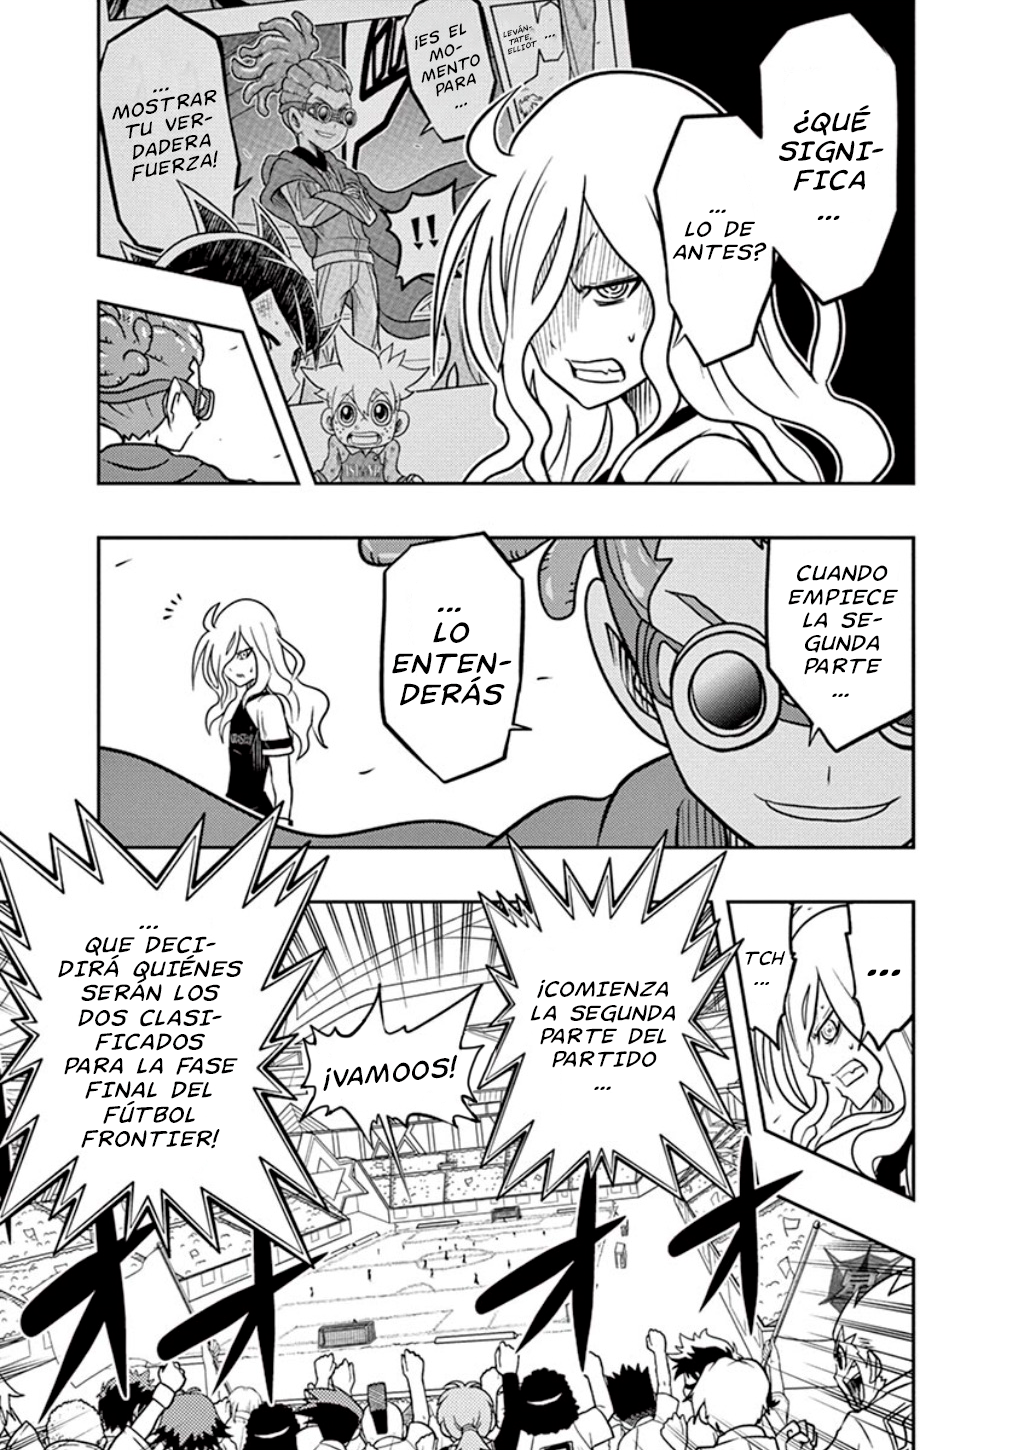 ¿QUÉ
SIGNI-
FICA
...
...
LO DE
ANTES?
LEVÁN-
TATE,
ELLIOT
...
¡ES EL
MO-
MENTO
PARA
...
...
MOSTRAR
TU VER-
DADERA
FUERZA!
!!
CUANDO
EMPIECE
LA SE-
GUNDA
PARTE
...
...
LO
ENTEN-
DERÁS
...
TCH
...
¡COMIENZA
LA SEGUNDA
PARTE DEL
PARTIDO
...
¡VAMOOS!
...
QUE DECI-
DIRÁ QUIÉNES
SERÁN LOS
DOS CLASI-
FICADOS
PARA LA FASE
FINAL DEL
FÚTBOL
FRONTIER!
オオオオ